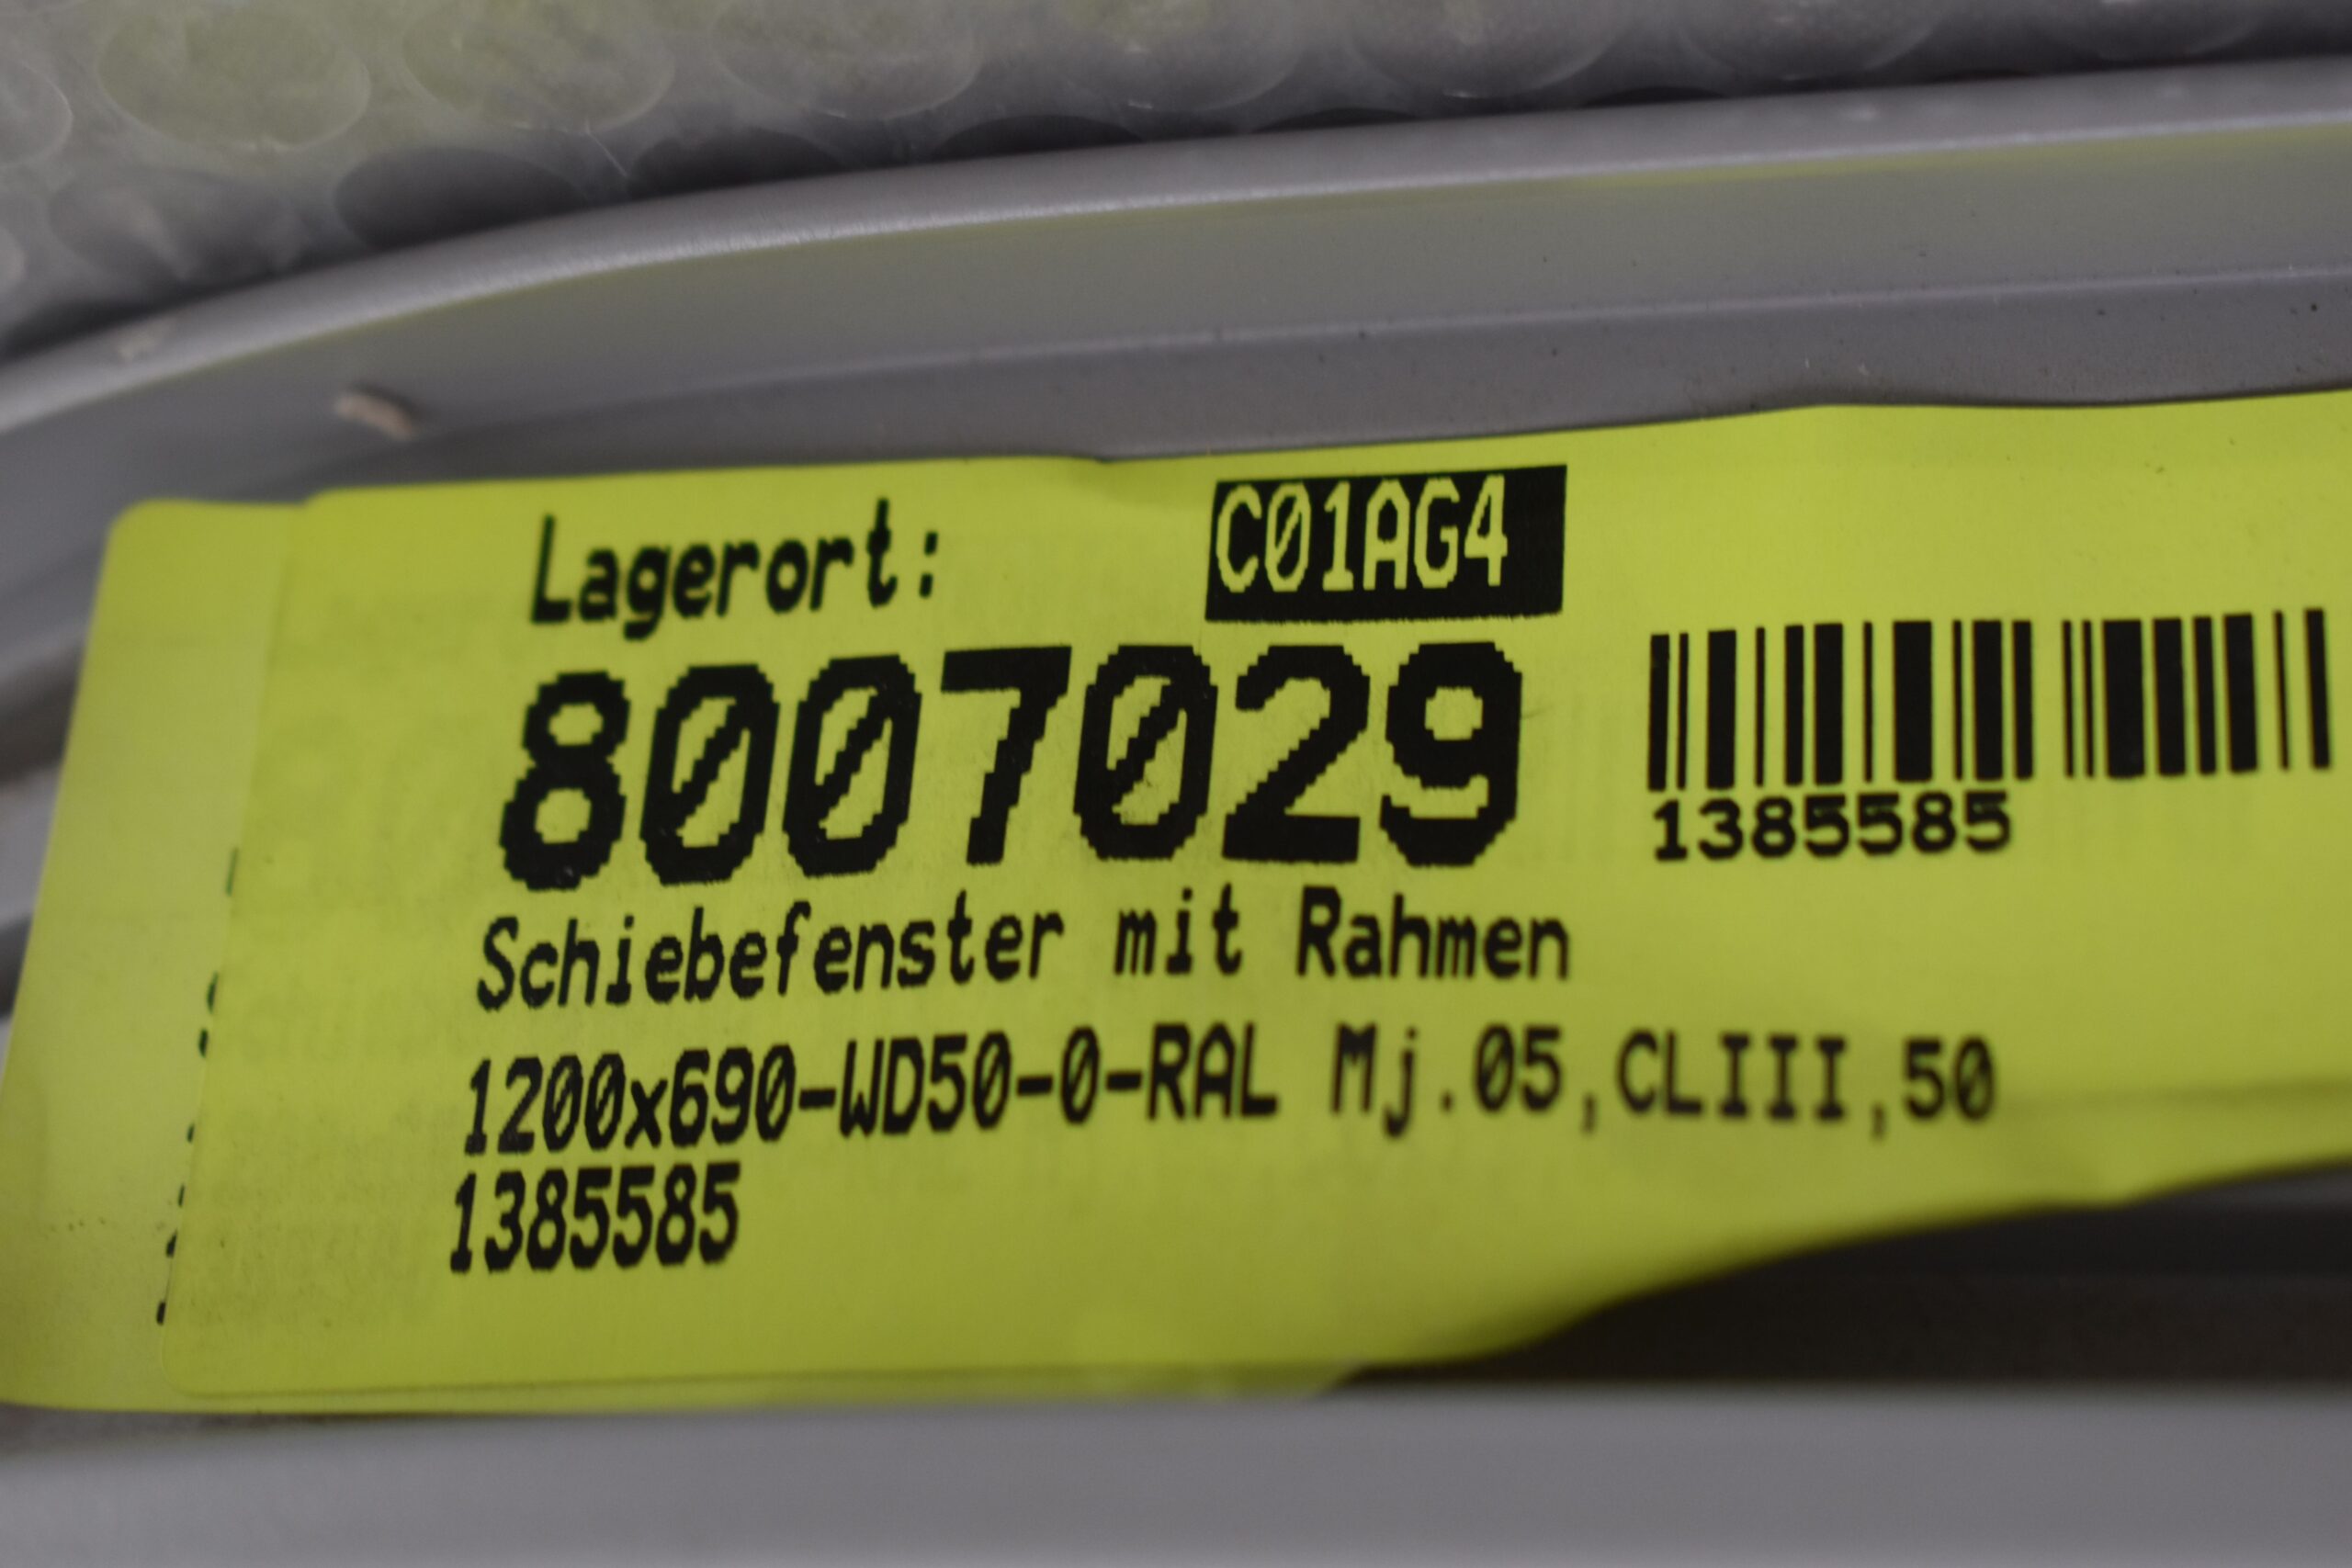 Lagerort: C01AG4
8007029
1385585
Schiebefenster mit Rahmen
1200x690-WD50-0-RAL Mj.05,CLIII,50
1385585